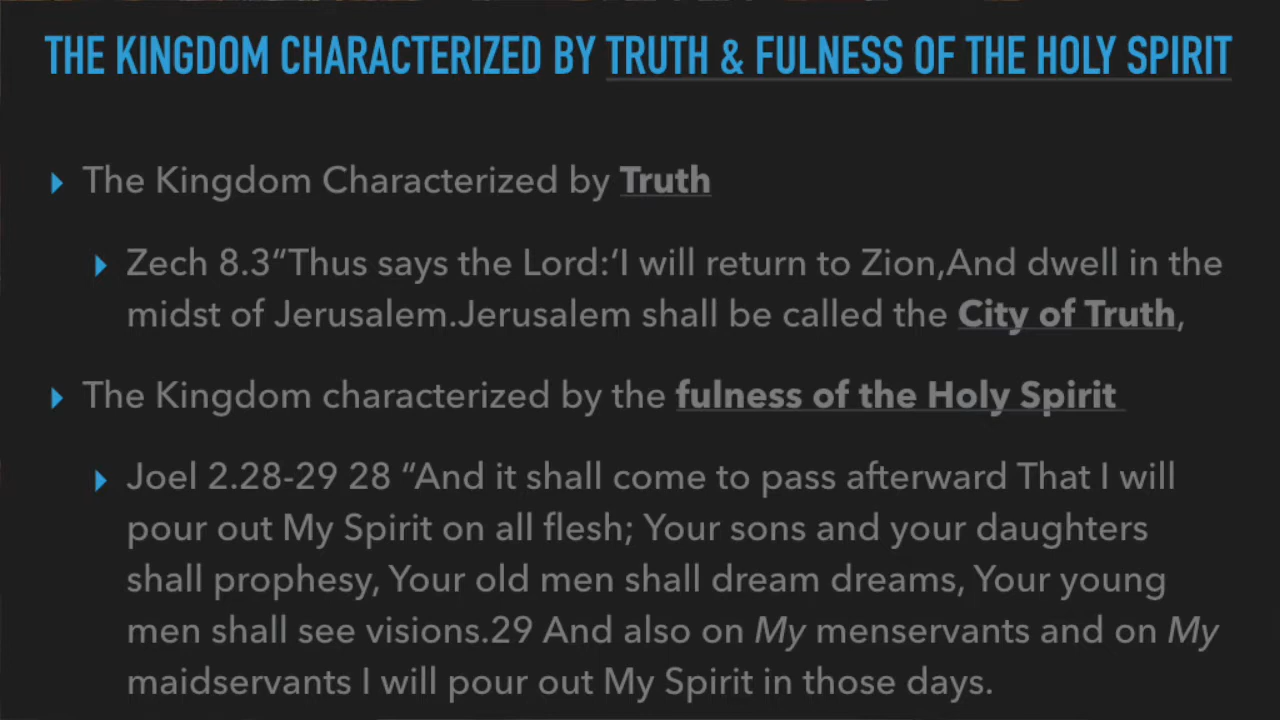 THE KINGDOM CHARACTERIZED BY TRUTH & FULNESS OF THE HOLY SPIRIT
The Kingdom Characterized by Truth
Zech 8.3“Thus says the Lord:‘I will return to Zion,And dwell in the
midst of Jerusalem.Jerusalem shall be called the City of Truth,
The Kingdom characterized by the fulness of the Holy Spirit
Joel 2.28-29 28 “And it shall come to pass afterward That I will
pour out My Spirit on all flesh; Your sons and your daughters
shall prophesy, Your old men shall dream dreams, Your young
men shall see visions.29 And also on My menservants and on My
maidservants I will pour out My Spirit in those days.